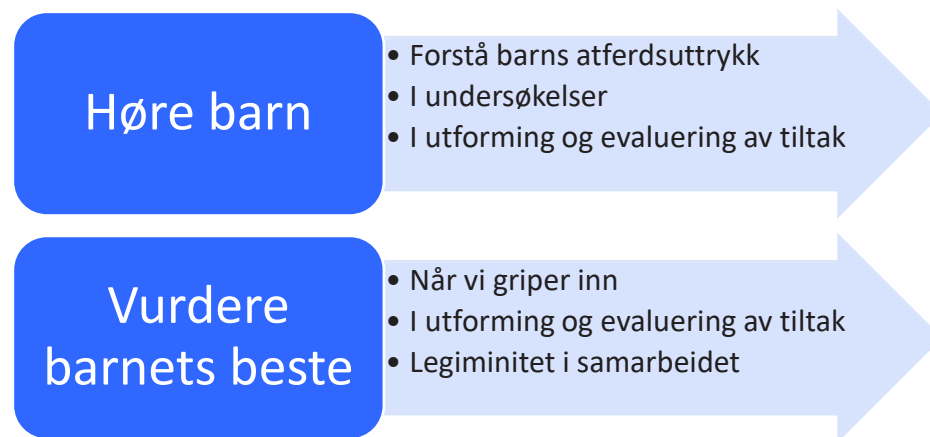 Høre barn
• Forstå barns atferdsuttrykk
• I undersøkelser
• I utforming og evaluering av tiltak
Vurdere
barnets beste
• Når vi griper inn
• I utforming og evaluering av tiltak
• Legiminitet i samarbeidet